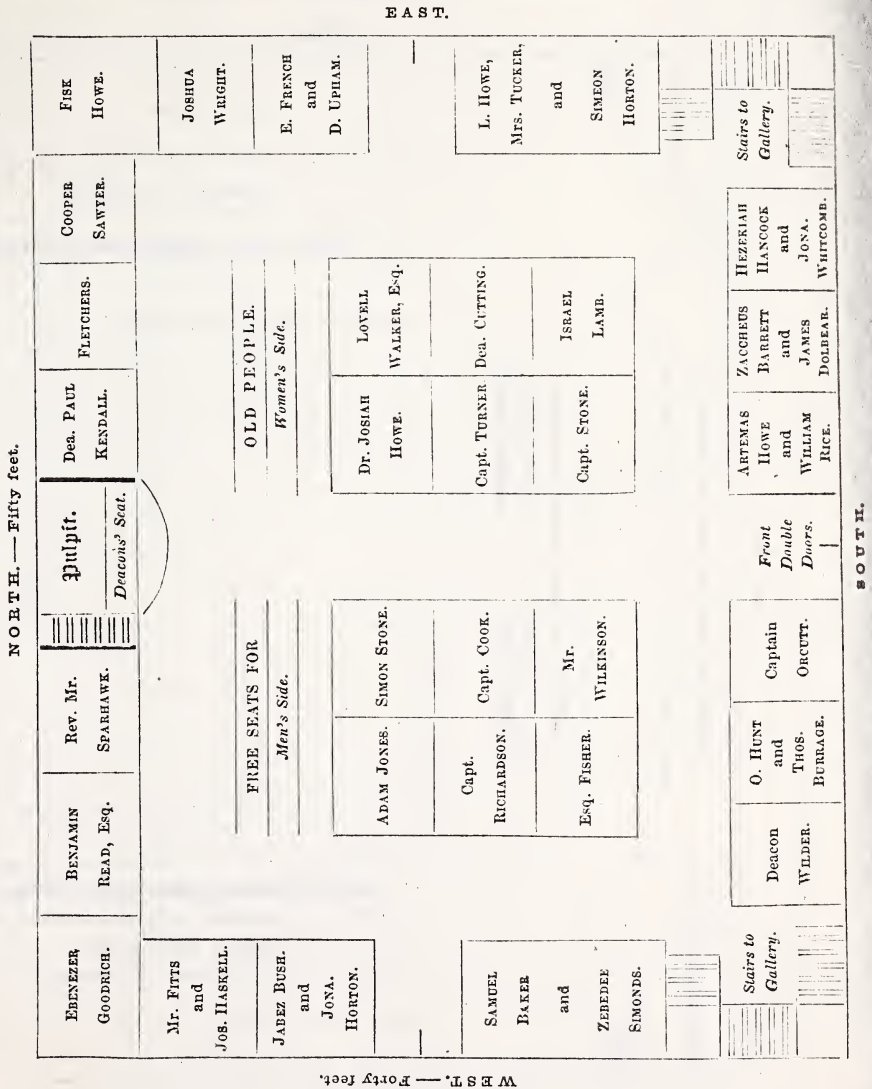 EAST.
FISK
HOWE.
JOSHUA
WRIGHT.
E. FRENCH
and
D. UPHAM.
L. HOWE,
Mrs. TUCKER,
and
SIMEON
HORTON.
Stairs to
Gallery.
COOPER
SAWYER.
FLETCHERS.
Dea. PAUL
KENDALL.
OLD PEOPLE.
Women's Side.
LOVELL
WALKER, Esq.
Dea. CUTTING.
ISRAEL
LAMB.
Dr. JOSIAH
HOWE.
Capt. TURNER
Capt. STONE.
HEZEKIAH
HANCOCK
and
JONA.
WHITCOMB.
ZACCHEUS
BARRETT
and
JAMES
DOLBEAR.
ARTEMAS
HOWE
and
WILLIAM
RICE.
NORTH.—Fifty feet.
Pulpit.
Deacons' Seat.
Front
Double
Doors.
SOUTH.
Rev. Mr.
SPARHAWK.
BENJAMIN
READ, Esq.
EBENEZER
GOODRICH.
FREE SEATS FOR
Men's Side.
SIMON STONE.
Capt. COOK.
Mr.
WILKINSON.
ADAM JONES.
Capt.
RICHARDSON.
Esq. FISHER.
Captain
ORCUTT.
O. HUNT
and
THOS.
BURRAGE.
Deacon
WILDER.
Mr. FITTS
and
JOS. HASKELL.
JABEZ BUSH.
and
JONA.
HORTON.
SAMUEL
BAKER
and
ZEBEDEE
SIMONDS.
Stairs to
Gallery.
WEST.—Forty feet.